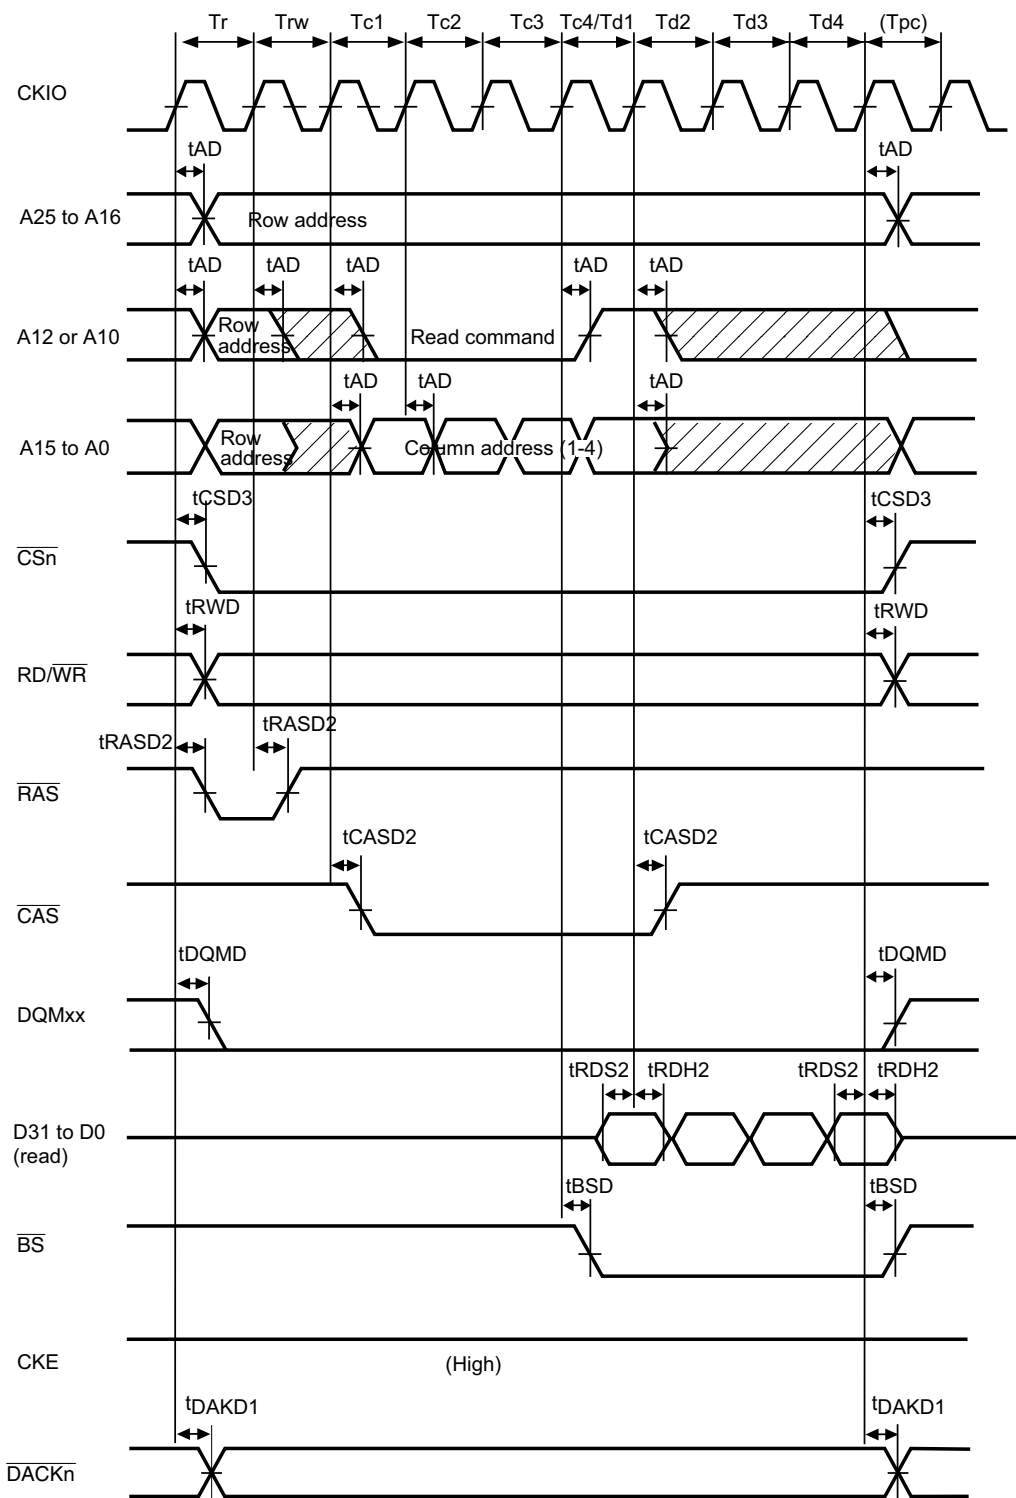 Tr Trw Tc1 Tc2 Tc3 Tc4/Td1 Td2 Td3 Td4 (Tpc)
CKIO
tAD tAD
A25 to A16 Row address
tAD tAD tAD tAD tAD
A12 or A10 Row address Read command
tAD tAD tAD
A15 to A0 Row address Column address (1-4)
tCSD3 tCSD3
CSn
tRWD tRWD
RD/WR
tRASD2 tRASD2
RAS
tCASD2 tCASD2
CAS
tDQMD tDQMD
DQMxx
tRDS2 tRDH2 tRDS2 tRDH2
D31 to D0
(read)
tBSD tBSD
BS
CKE (High)
tDAKD1 tDAKD1
DACKn